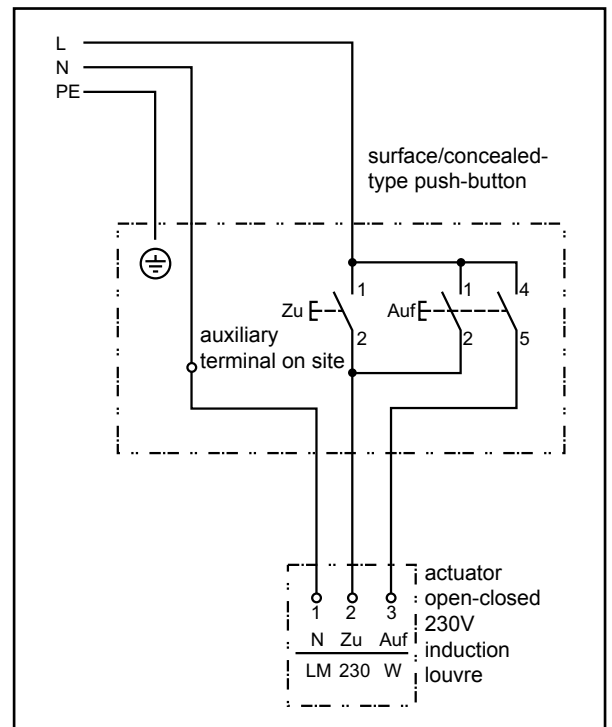 L
N
PE
surface/concealed-
type push-button
1
1
4
Zu
Auf
2
2
5
auxiliary
terminal on site
actuator
open-closed
230V
induction
louvre
1
2
3
N
Zu
Auf
LM 230
W